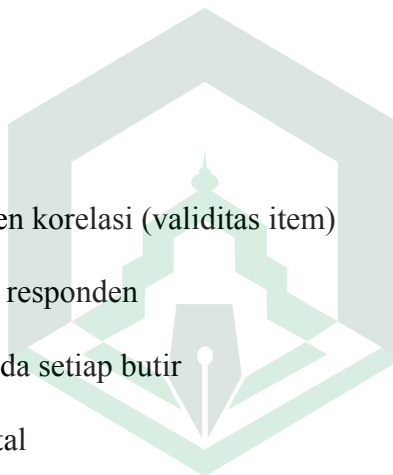 en korelasi (validitas item)
responden
da setiap butir
tal